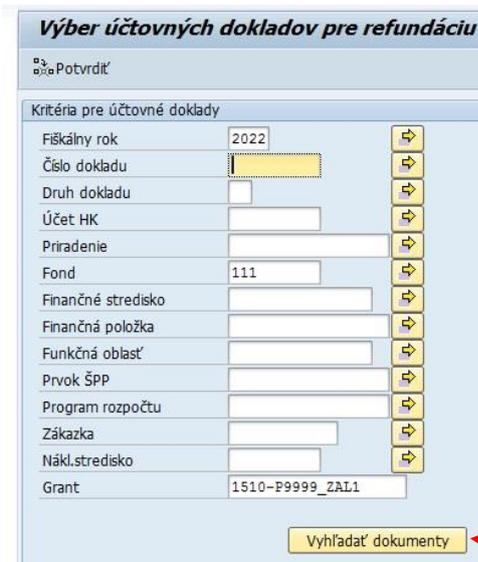 Výber účtovných dokladov pre refundáciu
Potvrdiť
Kritéria pre účtovné doklady
Fiškálny rok 2022
Číslo dokladu
Druh dokladu
Účet HK
Priradenie
Fond 111
Finančné stredisko
Finančná položka
Funkčná oblasť
Prvok ŠPP
Program rozpočtu
Zákazka
Nákl.stredisko
Grant 1510-P9999_ZAL1
Vyhľadať dokumenty